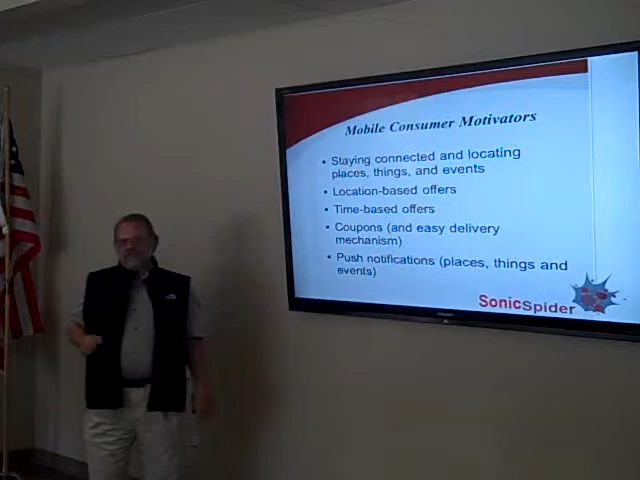 Mobile Consumer Motivators
• Staying connected and locating
places, things, and events
• Location-based offers
• Time-based offers
• Coupons (and easy delivery
mechanism)
• Push notifications (places, things and
events)
SonicSpider